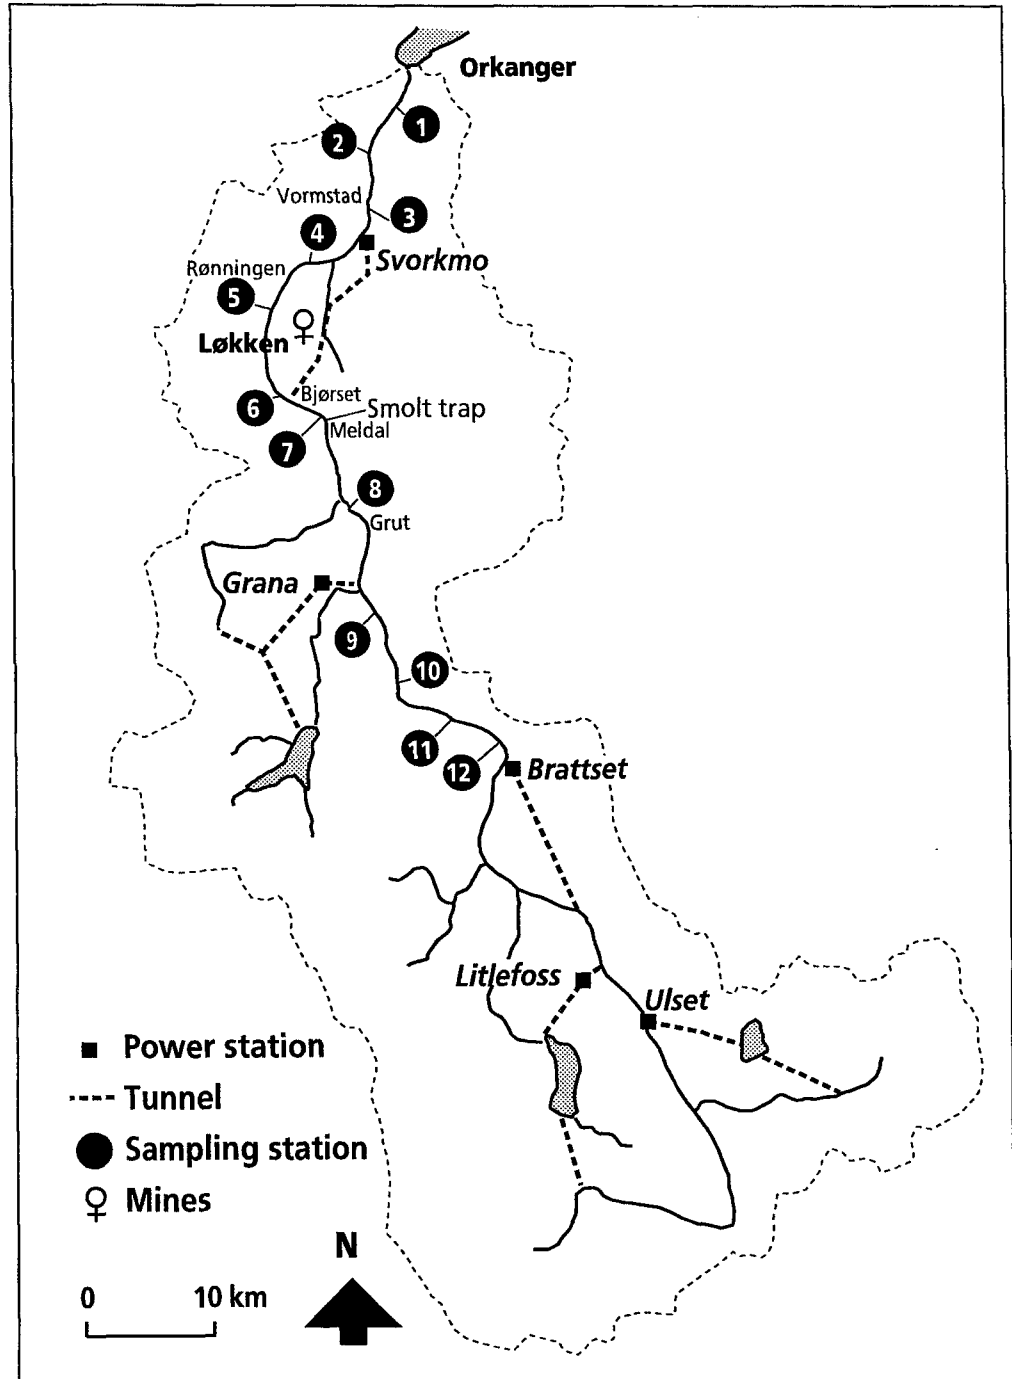 Orkanger
1
2
Vormstad
3
4
Svorkmo
Rønningen
5
Løkken
Bjørset
6
Smolt trap
Meldal
7
8
Grut
Grana
9
10
11
12
Brattset
Litlefoss
Ulset
Power station
Tunnel
Sampling station
Mines
N
0 10 km